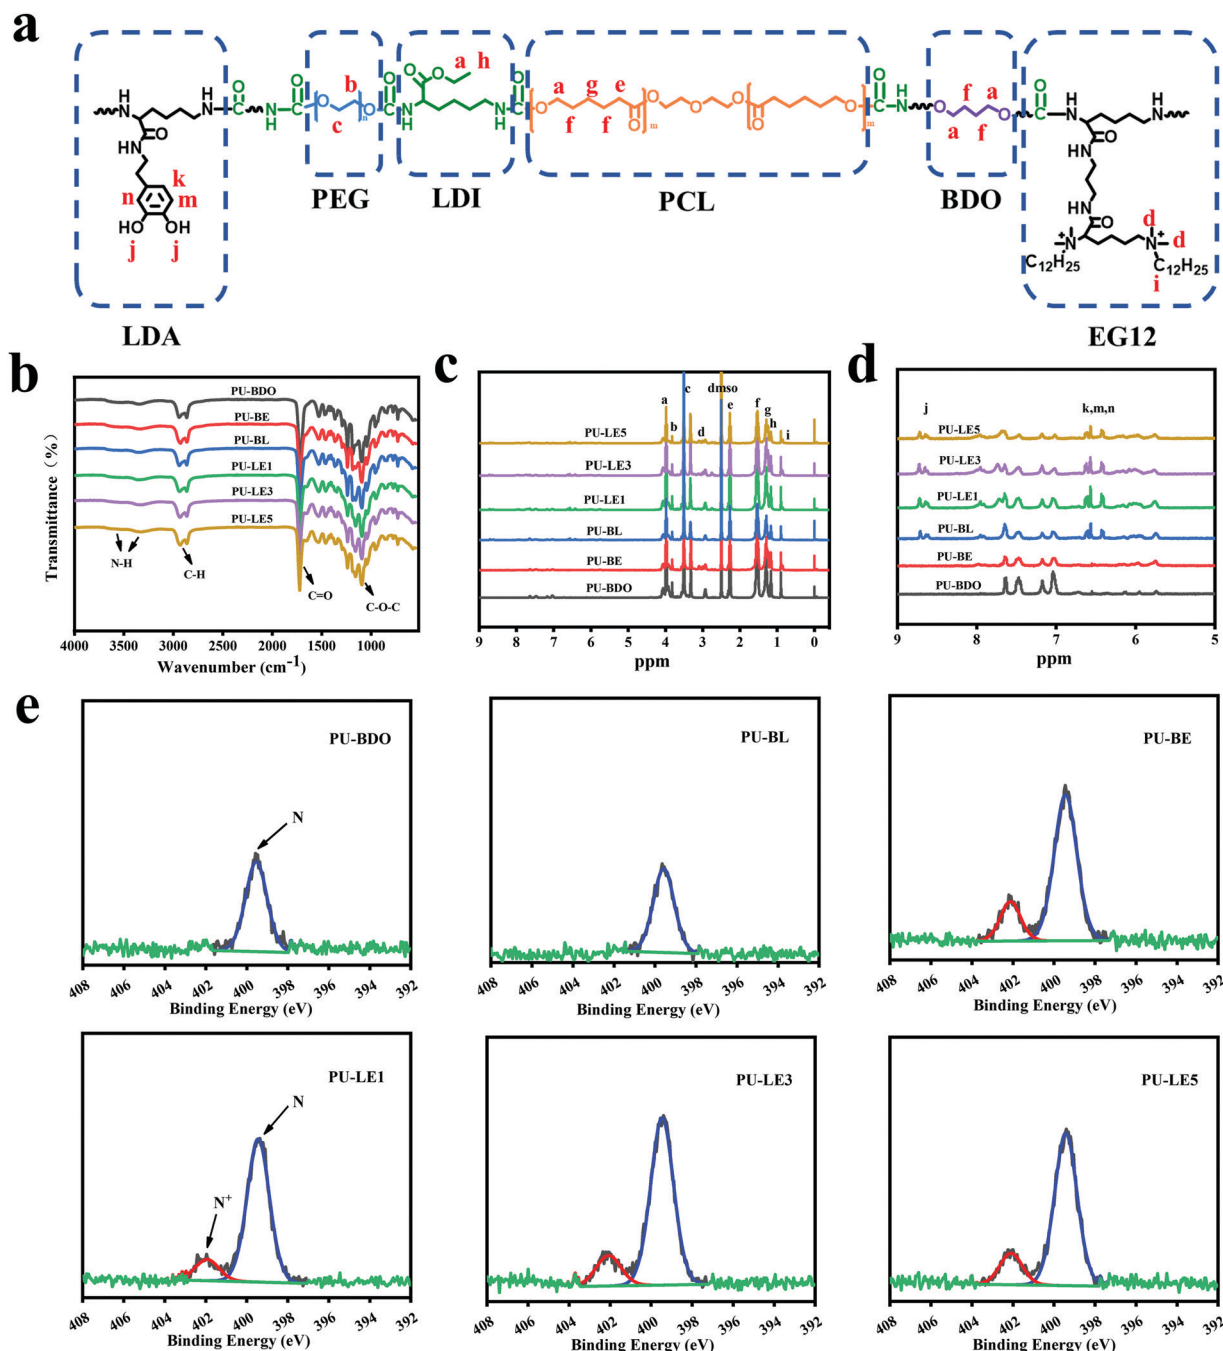 a
O
a h
O
O
H
N
H
N
O
C
N
H
O
C
O
b
O
n
c
O
C
N
H
N
H
O
C
a g e
O
f f
O
m
O
O
O
O
O
m
O
C
H
N
f a
O
O
a f
O
C
H
N
H
N
O
HN
HN
O
N
+
N
+
d
d
C12H25
C12H25
i
O
HN
k
n m
HO OH
j j
LDA
PEG
LDI
PCL
BDO
EG12
b
PU-BDO
PU-BE
PU-BL
PU-LE1
PU-LE3
PU-LE5
N-H
C-H
C=O
C-O-C
Transmittance (%)
4000 3500 3000 2500 2000 1500 1000
Wavenumber (cm-1)
c
a b c d dmso e f g h i
PU-LE5
PU-LE3
PU-LE1
PU-BL
PU-BE
PU-BDO
9 8 7 6 5 4 3 2 1 0
ppm
d
j k,m,n
PU-LE5
PU-LE3
PU-LE1
PU-BL
PU-BE
PU-BDO
9 8 7 6 5
ppm
e
PU-BDO
N
408 406 404 402 400 398 396 394 392
Binding Energy (eV)
PU-BL
408 406 404 402 400 398 396 394 392
Binding Energy (eV)
PU-BE
408 406 404 402 400 398 396 394 392
Binding Energy (eV)
PU-LE1
N
N+
408 406 404 402 400 398 396 394 392
Binding Energy (eV)
PU-LE3
408 406 404 402 400 398 396 394 392
Binding Energy (eV)
PU-LE5
408 406 404 402 400 398 396 394 392
Binding Energy (eV)